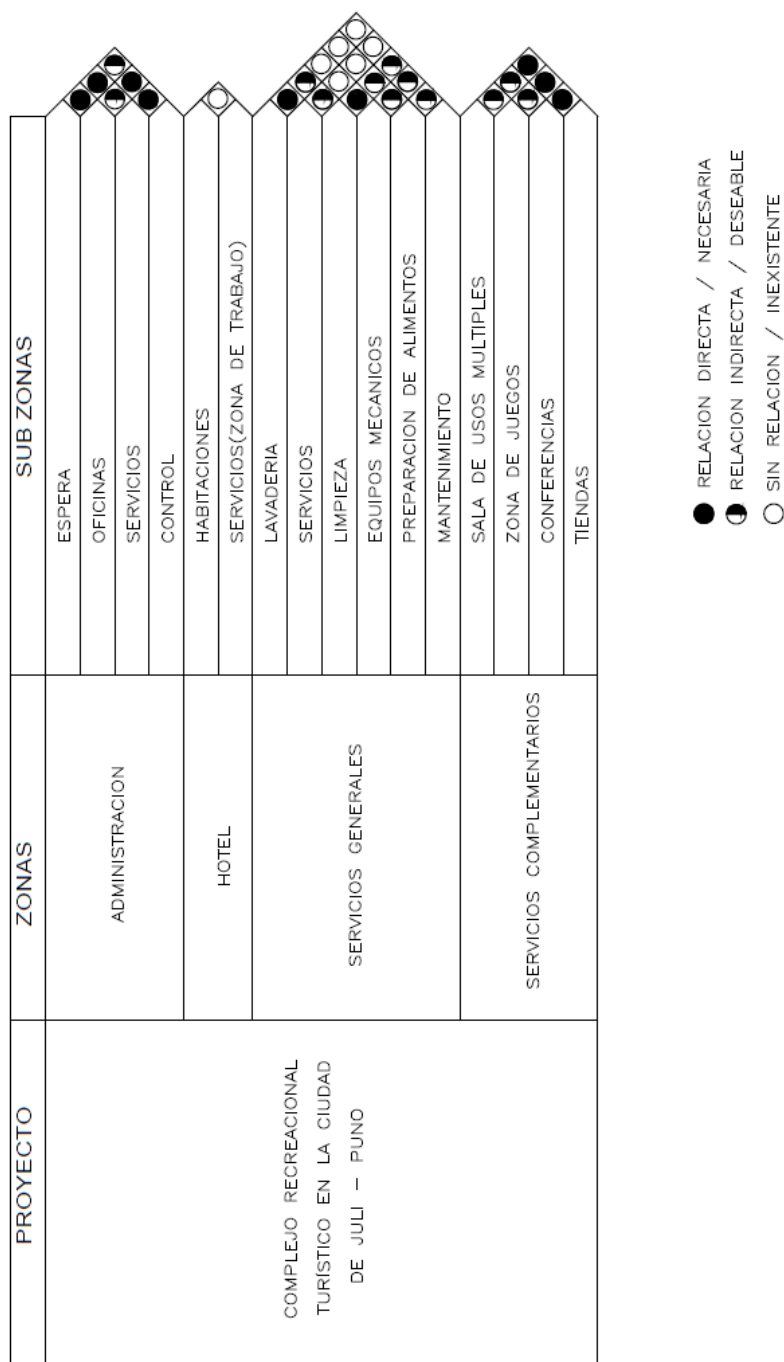 PROYECTO
ZONAS
SUB ZONAS
COMPLEJO RECREACIONAL
TURÍSTICO EN LA CIUDAD
DE JULI – PUNO
ADMINISTRACION
ESPERA
OFICINAS
SERVICIOS
CONTROL
HOTEL
HABITACIONES
SERVICIOS(ZONA DE TRABAJO)
SERVICIOS GENERALES
LAVADERIA
SERVICIOS
LIMPIEZA
EQUIPOS MECANICOS
PREPARACION DE ALIMENTOS
MANTENIMIENTO
SERVICIOS COMPLEMENTARIOS
SALA DE USOS MULTIPLES
ZONA DE JUEGOS
CONFERENCIAS
TIENDAS
RELACION DIRECTA / NECESARIA
RELACION INDIRECTA / DESEABLE
SIN RELACION / INEXISTENTE